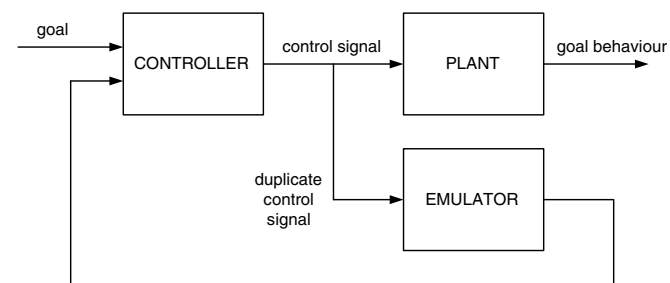 goal
control signal
goal behaviour
CONTROLLER
PLANT
duplicate
control
signal
EMULATOR